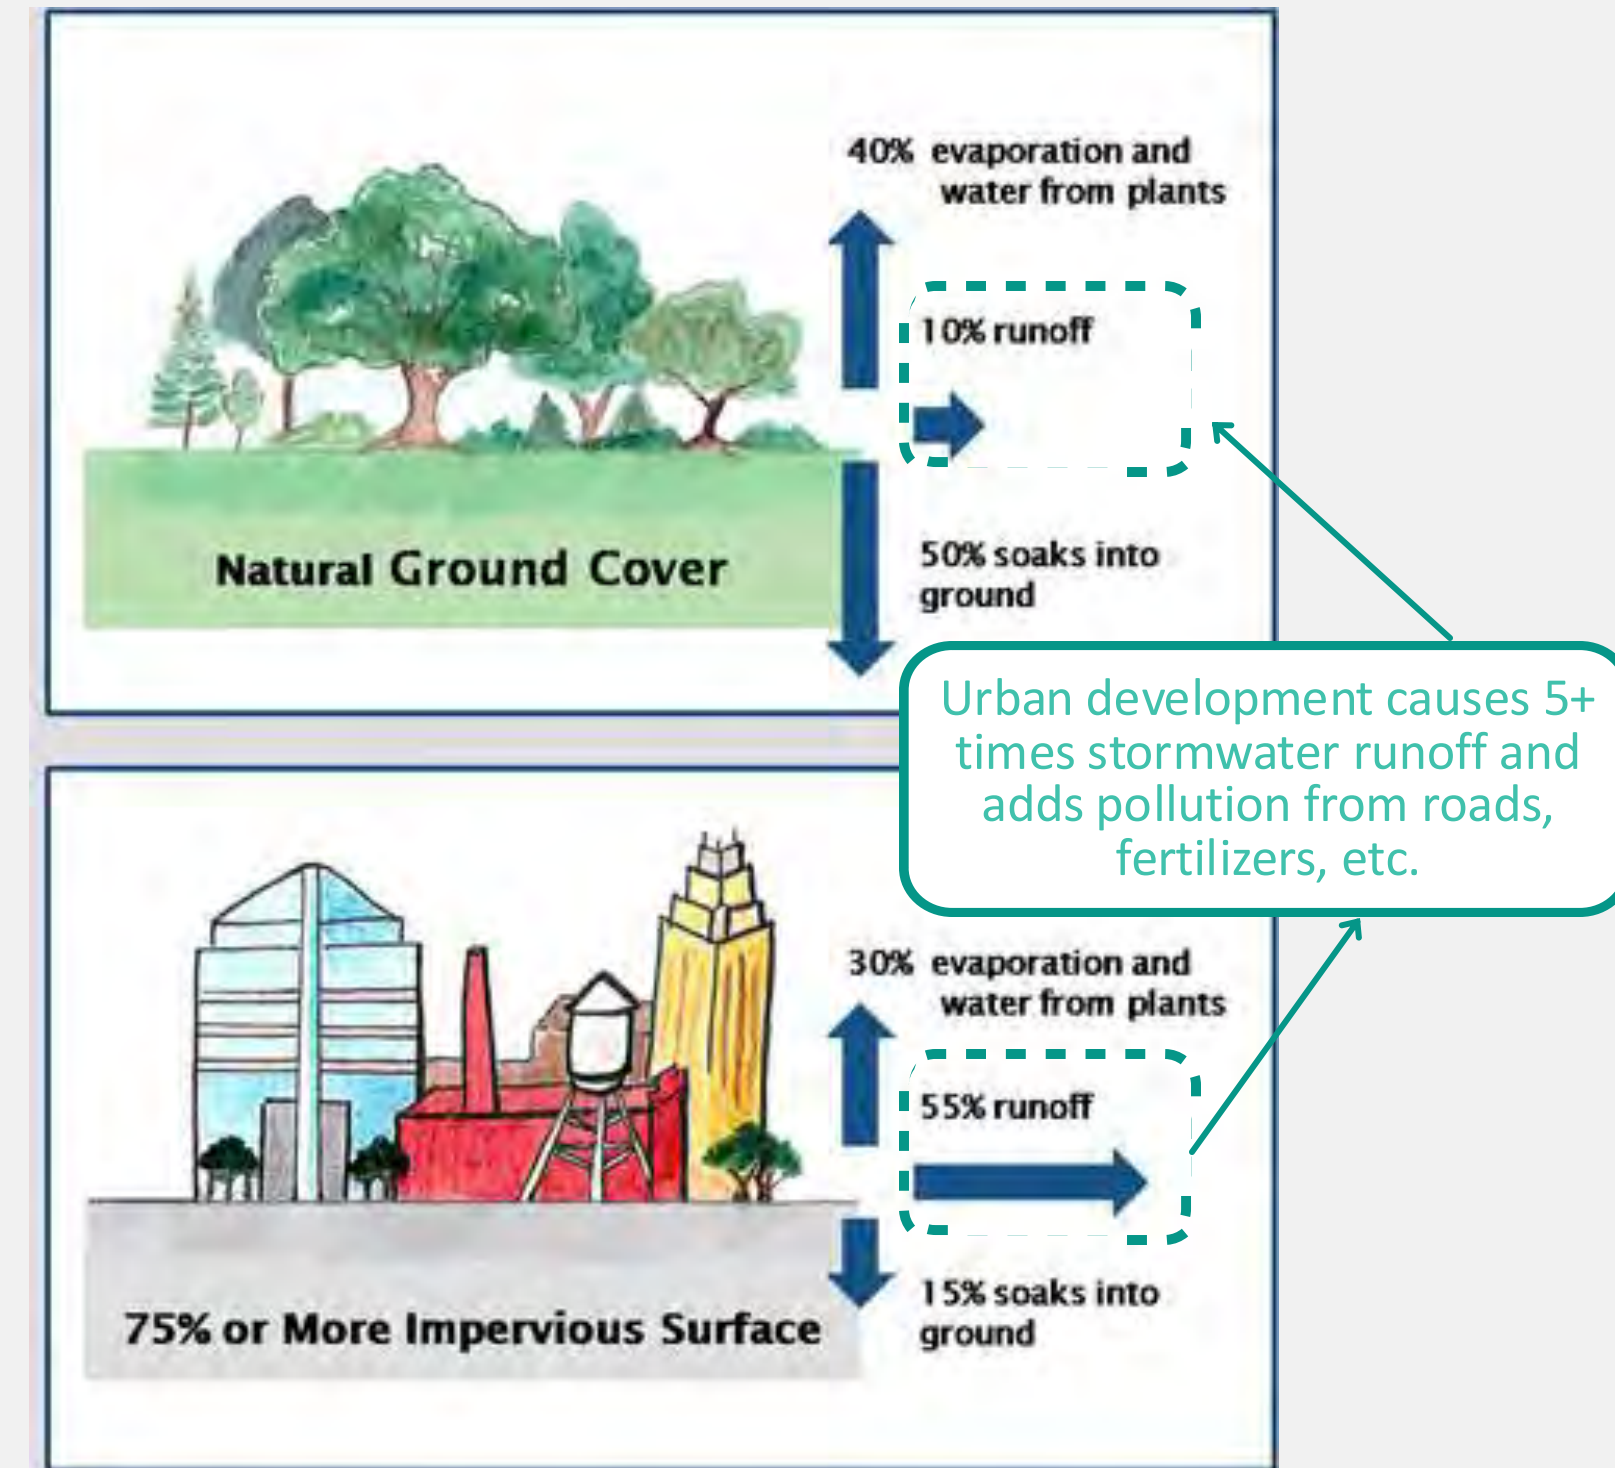 40% evaporation and
water from plants
10% runoff
50% soaks into
ground
Natural Ground Cover
Urban development causes 5+
times stormwater runoff and
adds pollution from roads,
fertilizers, etc.
30% evaporation and
water from plants
55% runoff
15% soaks into
ground
75% or More Impervious Surface